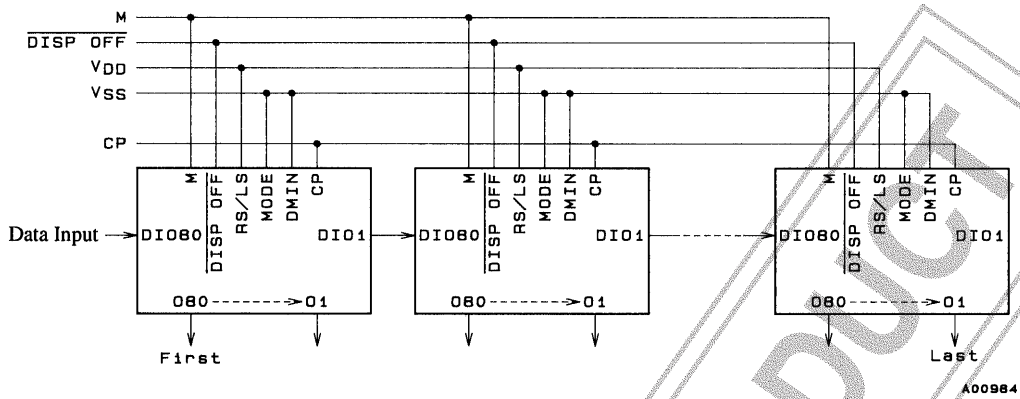 M
DISP OFF
VDD
VSS
CP
M DISP OFF RS/LS MODE DMIN CP
M DISP OFF RS/LS MODE DMIN CP
M DISP OFF RS/LS MODE DMIN CP
Data Input DIO80 DIO1 DIO80 DIO1 DIO80 DIO1
O80 O1 O80 O1 O80 O1
First Last
DUCT
A00984